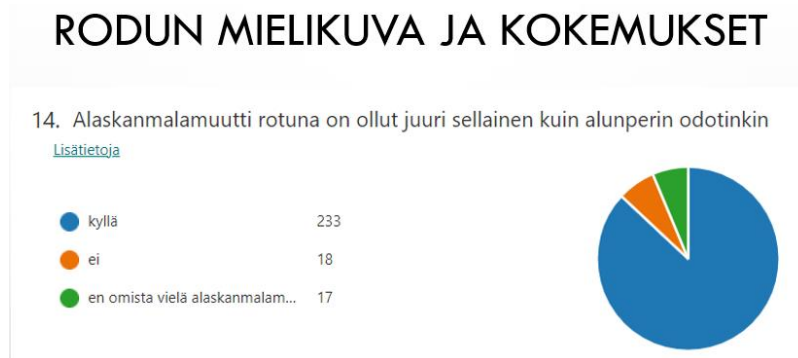 RODUN MIELIKUVA JA KOKEMUKSET
14. Alaskanmalamuutti rotuna on ollut juuri sellainen kuin alunperin odotinkin
Lisätietoja
kyllä 233
ei 18
en omista vielä alaskanmalam... 17